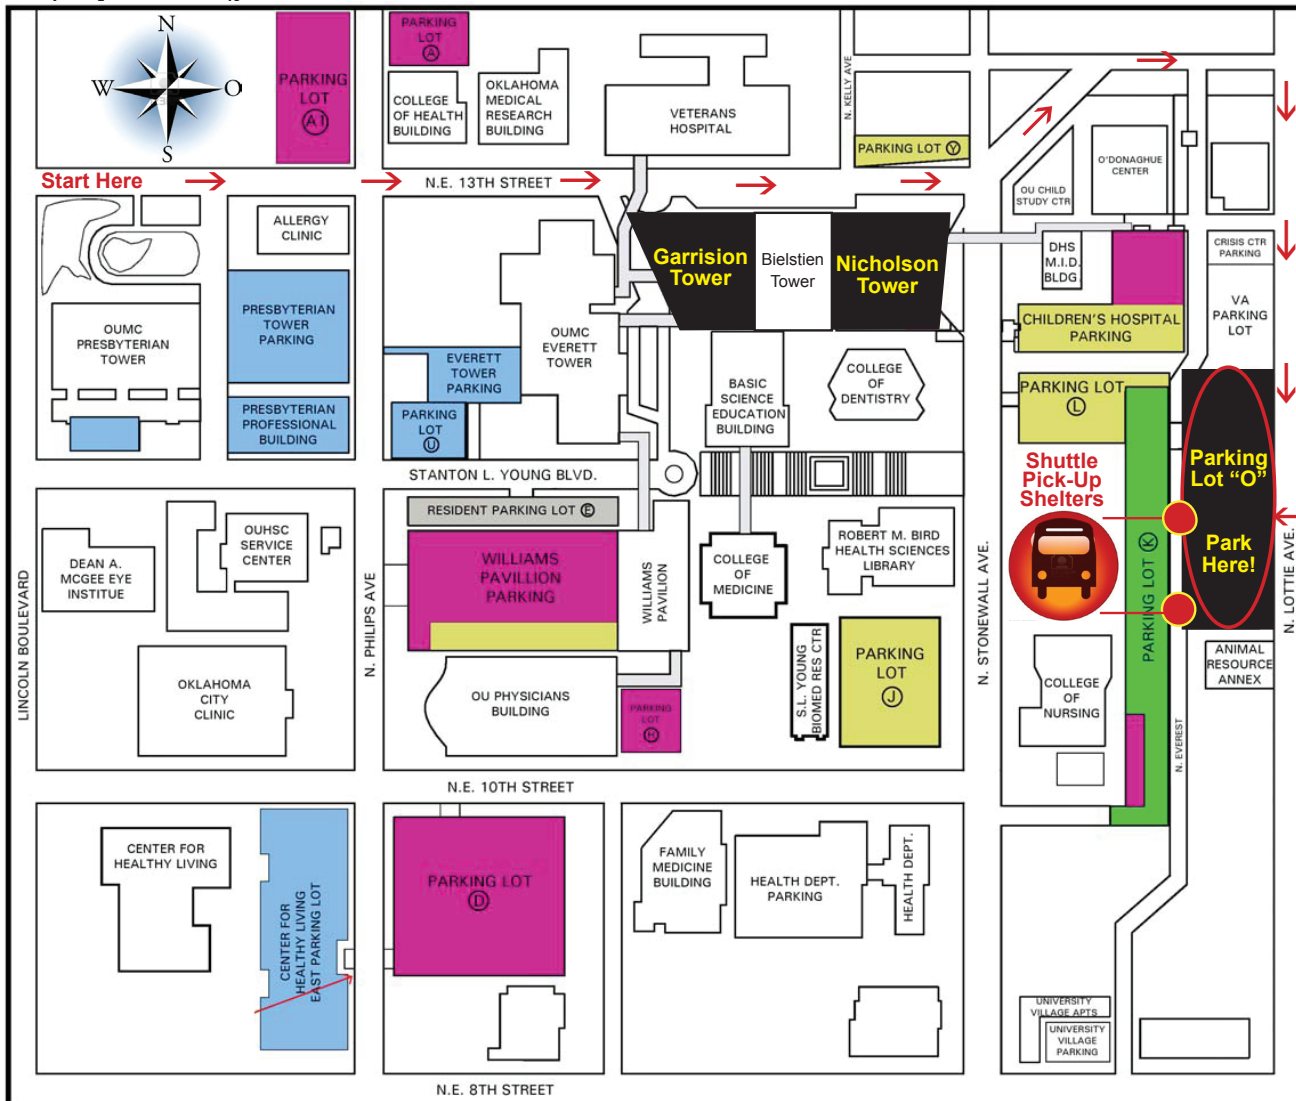 N
W
O
S
PARKING
LOT
A1
PARKING
LOT
A
COLLEGE
OF HEALTH
BUILDING
OKLAHOMA
MEDICAL
RESEARCH
BUILDING
VETERANS
HOSPITAL
N. KELLY AVE
PARKING LOT Y
O'DONAGHUE
CENTER
OU CHILD
STUDY CTR
Start Here
N.E. 13TH STREET
ALLERGY
CLINIC
Garrision
Tower
Bielstien
Tower
Nicholson
Tower
DHS
M.I.D.
BLDG.
CRISIS CTR
PARKING
VA
PARKING
LOT
PRESBYTERIAN
TOWER
PARKING
OUMC
PRESBYTERIAN
TOWER
OUMC
EVERETT
TOWER
CHILDREN'S HOSPITAL
PARKING
EVERETT
TOWER
PARKING
BASIC
SCIENCE
EDUCATION
BUILDING
COLLEGE
OF
DENTISTRY
PARKING LOT
L
PRESBYTERIAN
PROFESSIONAL
BUILDING
PARKING
LOT
U
STANTON L. YOUNG BLVD.
Shuttle
Pick-Up
Shelters
Parking
Lot “O”
Park
Here!
RESIDENT PARKING LOT E
OUHSC
SERVICE
CENTER
DEAN A.
MCGEE EYE
INSTITUE
WILLIAMS
PAVILLION
PARKING
WILLIAMS
PAVILION
COLLEGE
OF
MEDICINE
ROBERT M. BIRD
HEALTH SCIENCES
LIBRARY
PARKING LOT K
LINCOLN BOULEVARD
N. PHILIPS AVE
N. STONEWALL AVE.
N. LOTTIE AVE.
OKLAHOMA
CITY
CLINIC
OU PHYSICIANS
BUILDING
PARKING
LOT
H
S.L. YOUNG
BIOMED RES CTR
PARKING
LOT
J
COLLEGE
OF
NURSING
ANIMAL
RESOURCE
ANNEX
N. EVEREST
N.E. 10TH STREET
CENTER FOR
HEALTHY LIVING
CENTER FOR
HEALTHY LIVING
EAST PARKING LOT
PARKING LOT
D
FAMILY
MEDICINE
BUILDING
HEALTH DEPT.
PARKING
HEALTH DEPT.
UNIVERSITY
VILLAGE APTS
UNIVERSITY
VILLAGE
PARKING
N.E. 8TH STREET